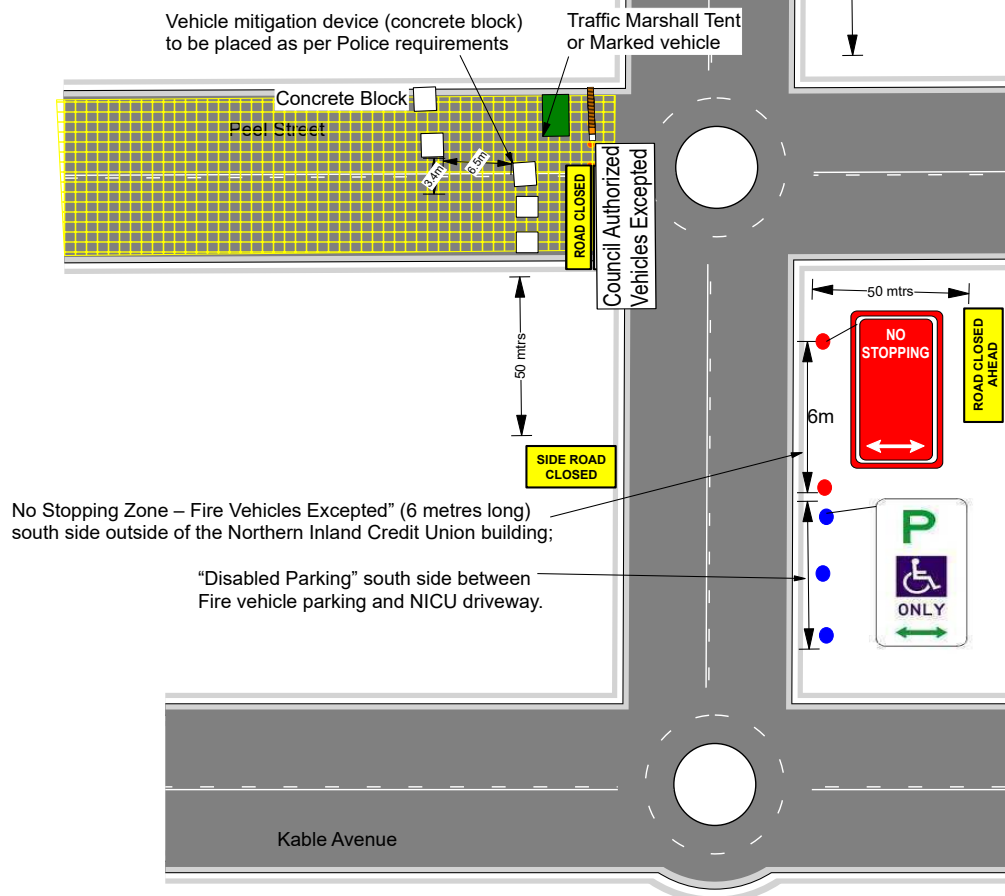 Vehicle mitigation device (concrete block)
to be placed as per Police requirements
Traffic Marshall Tent
or Marked vehicle
Concrete Block
Peel Street
6.5m
3.4m
ROAD CLOSED
Council Authorized
Vehicles Excepted
50 mtrs
50 mtrs
NO
STOPPING
ROAD CLOSED
AHEAD
6m
SIDE ROAD
CLOSED
No Stopping Zone – Fire Vehicles Excepted” (6 metres long)
south side outside of the Northern Inland Credit Union building;
“Disabled Parking” south side between
Fire vehicle parking and NICU driveway.
P
ONLY
Kable Avenue